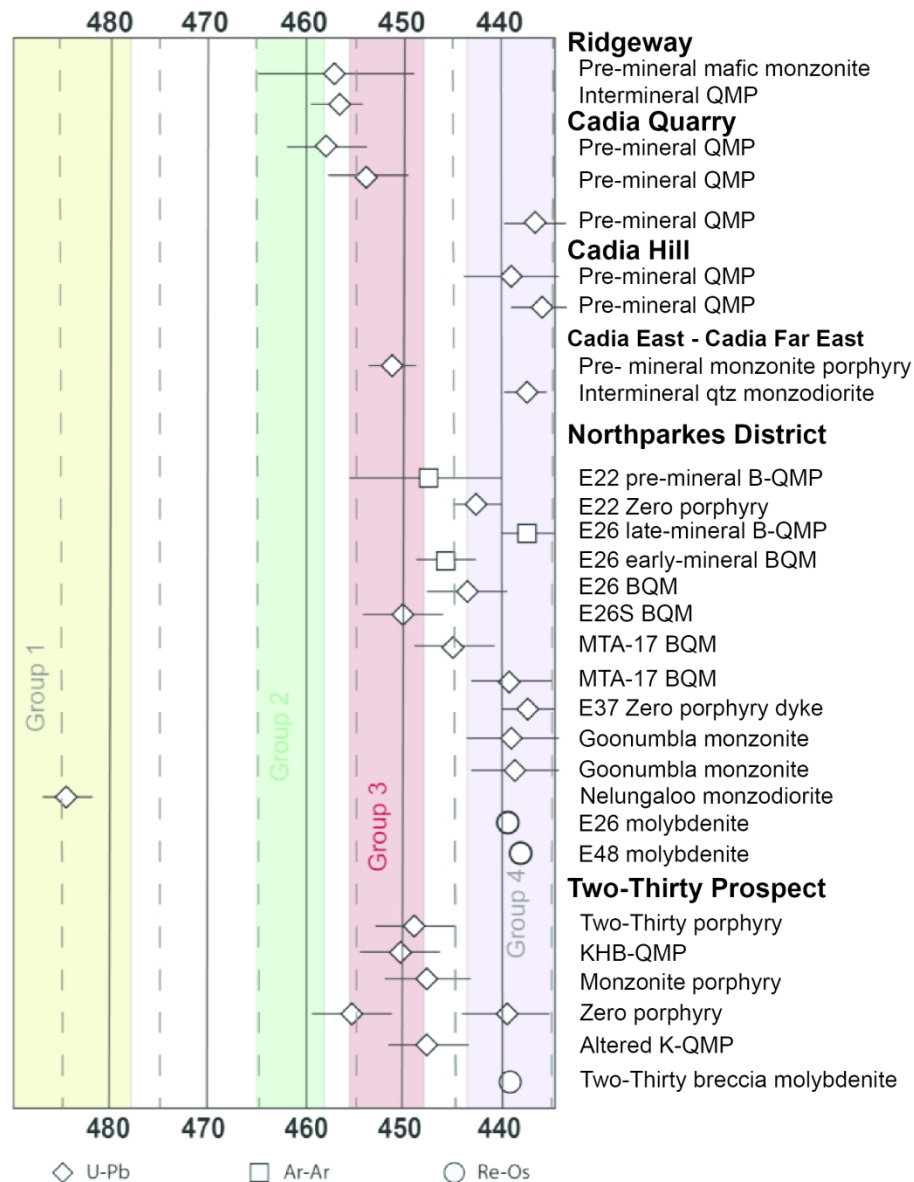 480 470 460 450 440
Ridgeway
Pre-mineral mafic monzonite
Intermineral QMP
Cadia Quarry
Pre-mineral QMP
Pre-mineral QMP
Pre-mineral QMP
Cadia Hill
Pre-mineral QMP
Pre-mineral QMP
Cadia East - Cadia Far East
Pre- mineral monzonite porphyry
Intermineral qtz monzodiorite
Northparkes District
E22 pre-mineral B-QMP
E22 Zero porphyry
E26 late-mineral B-QMP
E26 early-mineral BQM
E26 BQM
E26S BQM
MTA-17 BQM
MTA-17 BQM
E37 Zero porphyry dyke
Goonumbla monzonite
Goonumbla monzonite
Nelungaloo monzodiorite
E26 molybdenite
E48 molybdenite
Two-Thirty Prospect
Two-Thirty porphyry
KHB-QMP
Monzonite porphyry
Zero porphyry
Altered K-QMP
Two-Thirty breccia molybdenite
Group 1
Group 2
Group 3
Group 4
480 470 460 450 440
U-Pb Ar-Ar Re-Os